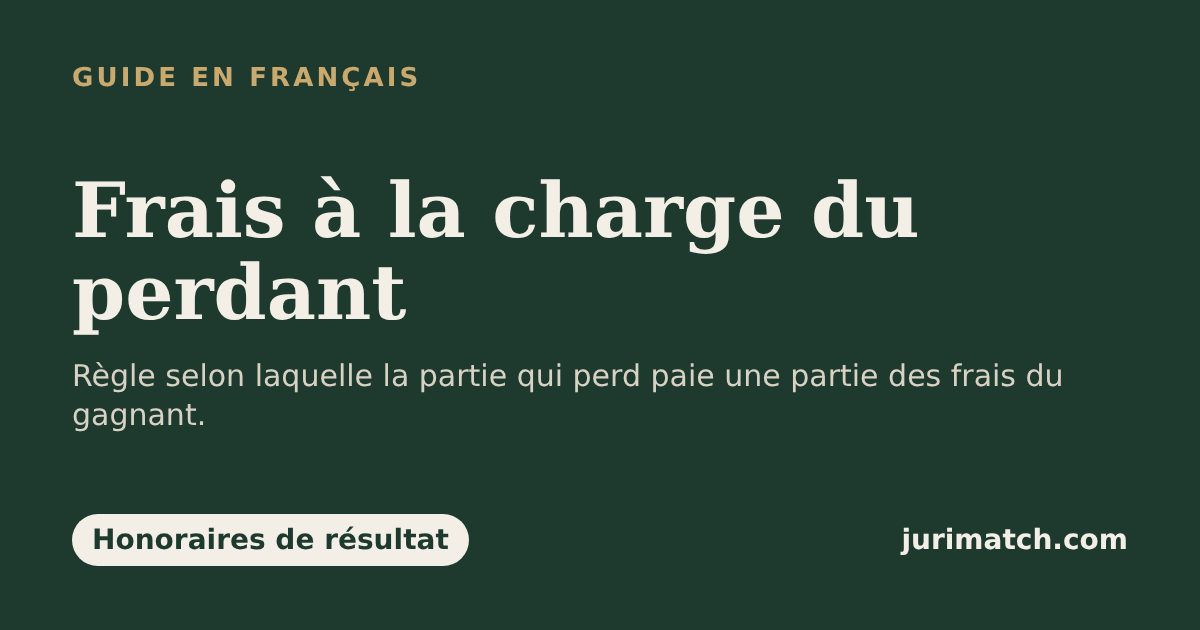 GUIDE EN FRANÇAIS
Frais à la charge du
perdant
Règle selon laquelle la partie qui perd paie une partie des frais du
gagnant.
Honoraires de résultat
jurimatch.com